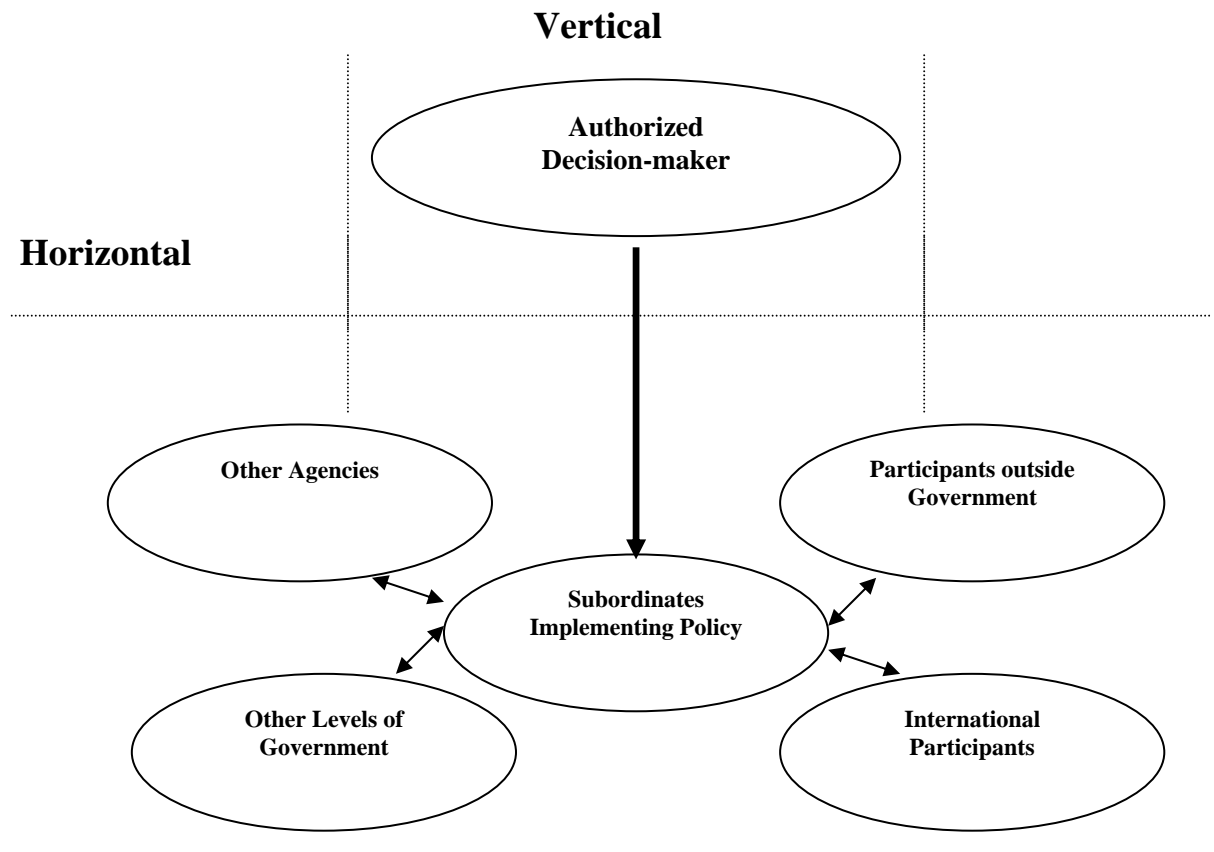 Vertical
Authorized
Decision-maker
Horizontal
Other Agencies
Participants outside
Government
Subordinates
Implementing Policy
Other Levels of
Government
International
Participants